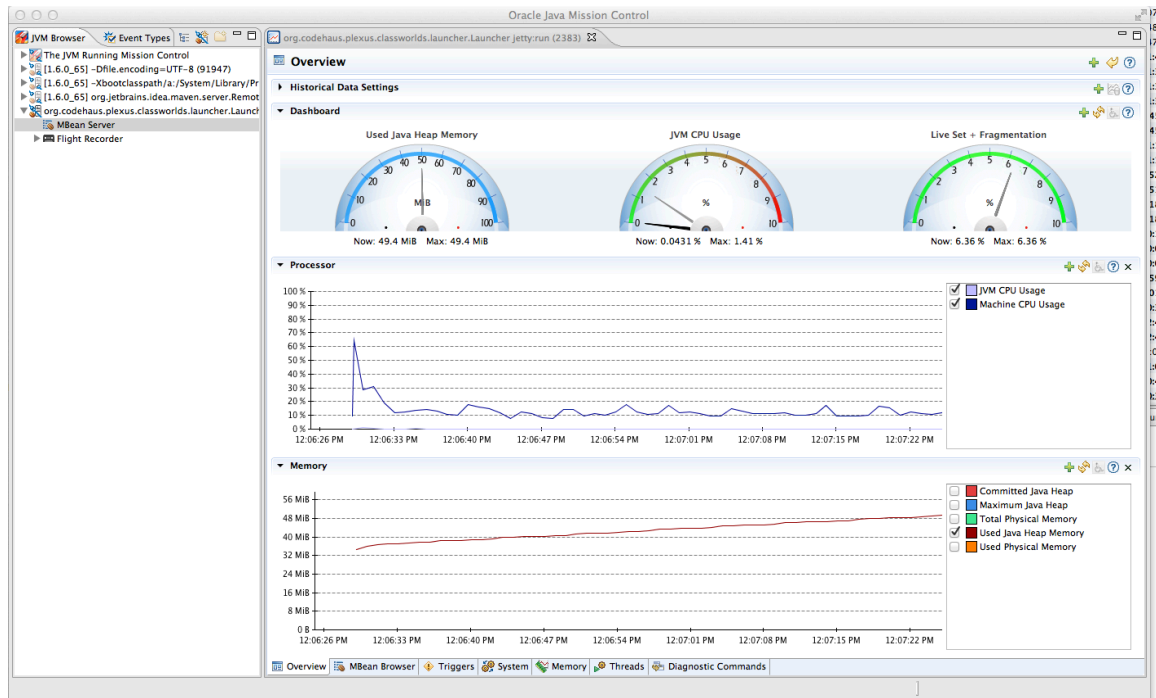 Oracle Java Mission Control
JVM Browser
Event Types
The JVM Running Mission Control
[1.6.0_65] -Dfile.encoding=UTF-8 (91947)
[1.6.0_65] -Xbootclasspath/a:/System/Library/Pr
[1.6.0_65] org.jetbrains.idea.maven.server.Remot
org.codehaus.plexus.classworlds.launcher.Launch
MBean Server
Flight Recorder
org.codehaus.plexus.classworlds.launcher.Launcher jetty:run (2383)
Overview
Historical Data Settings
Dashboard
Used Java Heap Memory
0 10 20 30 40 50 60 70 80 90 100
MiB
Now: 49.4 MiB Max: 49.4 MiB
JVM CPU Usage
0 1 2 3 4 5 6 7 8 9 10
%
Now: 0.0431 % Max: 1.41 %
Live Set + Fragmentation
0 1 2 3 4 5 6 7 8 9 10
%
Now: 6.36 % Max: 6.36 %
Processor
100 %
90 %
80 %
70 %
60 %
50 %
40 %
30 %
20 %
10 %
0 %
12:06:26 PM 12:06:33 PM 12:06:40 PM 12:06:47 PM 12:06:54 PM 12:07:01 PM 12:07:08 PM 12:07:15 PM 12:07:22 PM
JVM CPU Usage
Machine CPU Usage
Memory
56 MiB
48 MiB
40 MiB
32 MiB
24 MiB
16 MiB
8 MiB
0 B
12:06:26 PM 12:06:33 PM 12:06:40 PM 12:06:47 PM 12:06:54 PM 12:07:01 PM 12:07:08 PM 12:07:15 PM 12:07:22 PM
Committed Java Heap
Maximum Java Heap
Total Physical Memory
Used Java Heap Memory
Used Physical Memory
Overview MBean Browser Triggers System Memory Threads Diagnostic Commands